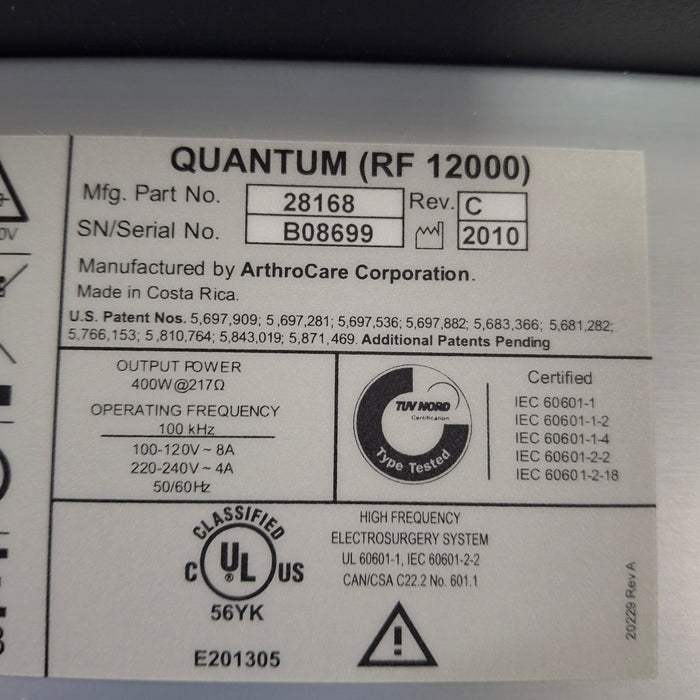 QUANTUM (RF 12000)
Mfg. Part No. 28168 Rev. C
SN/Serial No. B08699 2010
Manufactured by ArthroCare Corporation.
Made in Costa Rica.
U.S. Patent Nos. 5,697,909; 5,697,281; 5,697,536; 5,697,882; 5,683,366; 5,681,282;
5,766,153; 5,810,764; 5,843,019; 5,871,469. Additional Patents Pending
OUTPUT POWER
400W@217Ω
OPERATING FREQUENCY
100 kHz
100-120V ~ 8A
220-240V ~ 4A
50/60Hz
TUV NORD
Certification
Type Tested
Certified
IEC 60601-1
IEC 60601-1-2
IEC 60601-1-4
IEC 60601-2-2
IEC 60601-2-18
CLASSIFIED
C UL US
®
56YK
E201305
HIGH FREQUENCY
ELECTROSURGERY SYSTEM
UL 60601-1, IEC 60601-2-2
CAN/CSA C22.2 No. 601.1
!
20229 Rev A